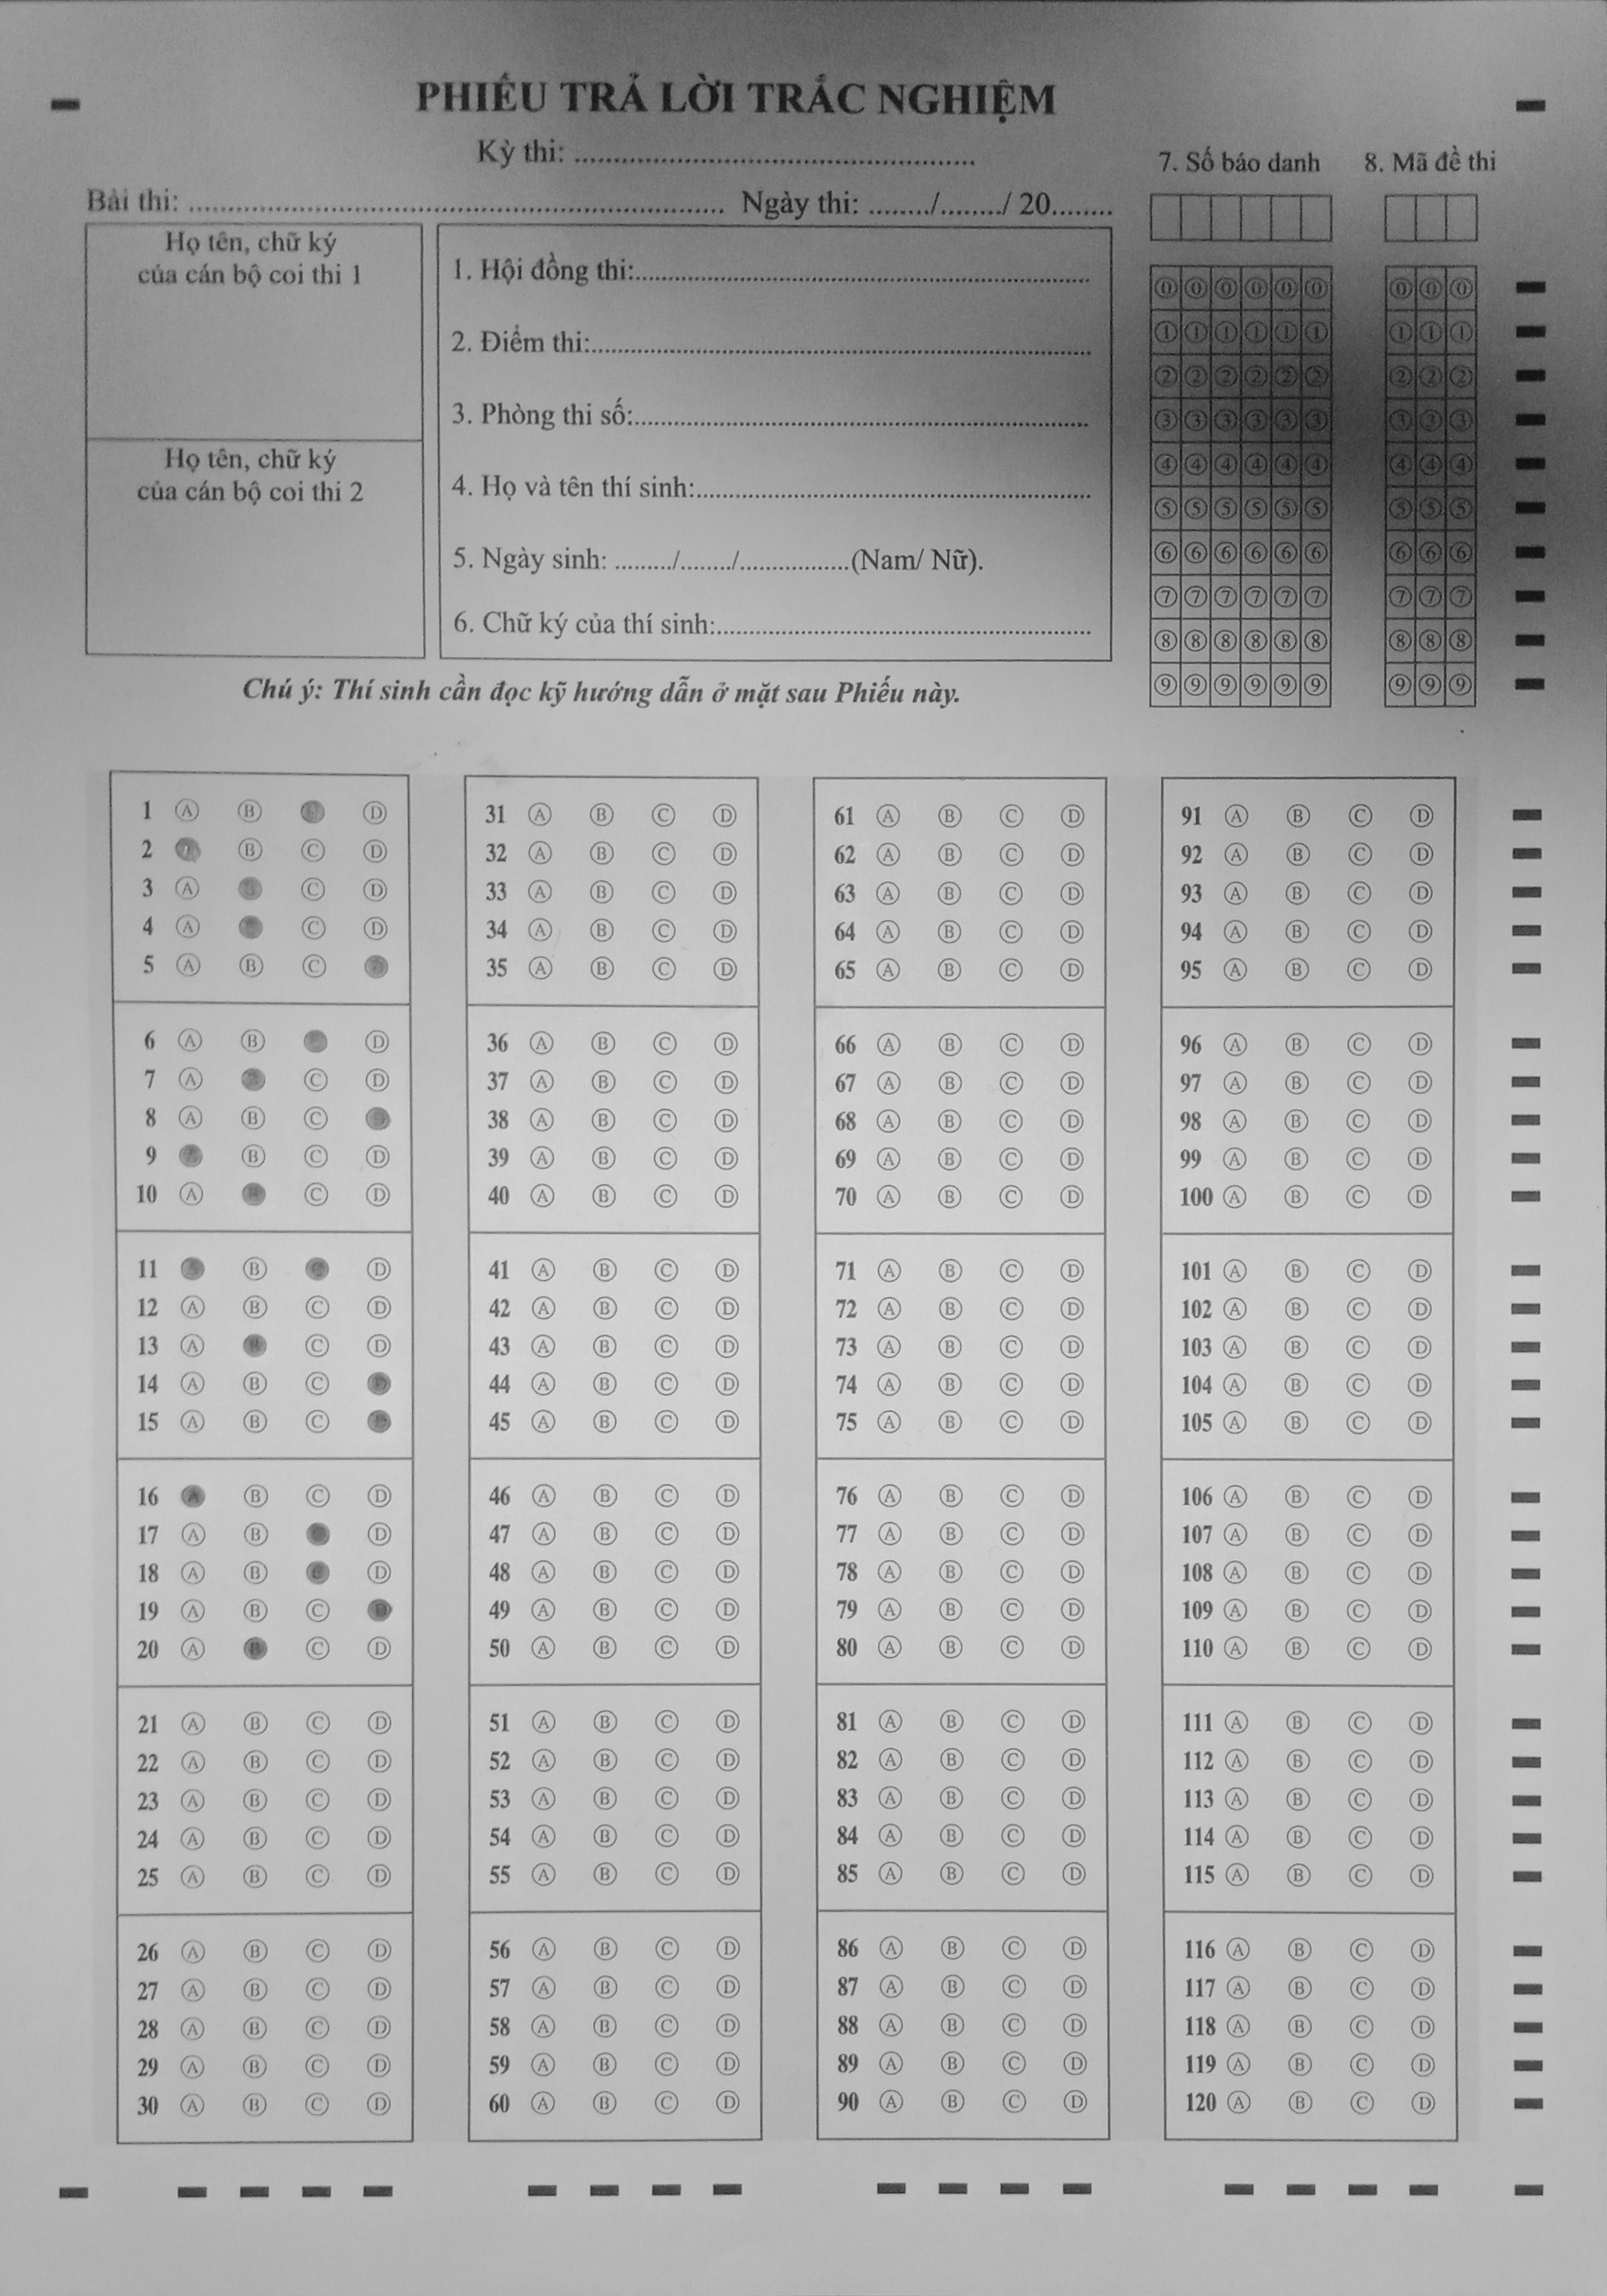 PHIẾU TRẢ LỜI TRẮC NGHIỆM
Kỳ thi: ..................................................
Bài thi: .................................................................. Ngày thi: ......../......../ 20........
7. Số báo danh
8. Mã đề thi
Họ tên, chữ ký
của cán bộ coi thi 1
Họ tên, chữ ký
của cán bộ coi thi 2
1. Hội đồng thi:..................................................
2. Điểm thi:..................................................
3. Phòng thi số:..................................................
4. Họ và tên thí sinh:..................................................
5. Ngày sinh: ......../......../.................(Nam/ Nữ).
6. Chữ ký của thí sinh:..................................................
0 0 0 0 0 0 0 0 0
1 1 1 1 1 1 1 1 1
2 2 2 2 2 2 2 2 2
3 3 3 3 3 3 3 3 3
4 4 4 4 4 4 4 4 4
5 5 5 5 5 5 5 5 5
6 6 6 6 6 6 6 6 6
7 7 7 7 7 7 7 7 7
8 8 8 8 8 8 8 8 8
9 9 9 9 9 9 9 9 9
Chú ý: Thí sinh cần đọc kỹ hướng dẫn ở mặt sau Phiếu này.
1 A B D
2 B C D
3 A C D
4 A C D
5 A B C
6 A B D
7 A C D
8 A B C
9 B C D
10 A C D
11 B D
12 A B C D
13 A B C D
14 A B C
15 A B C
16 A B C D
17 A B D
18 A B C D
19 A B C D
20 A B C D
21 A B C D
22 A B C D
23 A B C D
24 A B C D
25 A B C D
26 A B C D
27 A B C D
28 A B C D
29 A B C D
30 A B C D
31 A B C D
32 A B C D
33 A B C D
34 A B C D
35 A B C D
36 A B C D
37 A B C D
38 A B C D
39 A B C D
40 A B C D
41 A B C D
42 A B C D
43 A B C D
44 A B C D
45 A B C D
46 A B C D
47 A B C D
48 A B C D
49 A B C D
50 A B C D
51 A B C D
52 A B C D
53 A B C D
54 A B C D
55 A B C D
56 A B C D
57 A B C D
58 A B C D
59 A B C D
60 A B C D
61 A B C D
62 A B C D
63 A B C D
64 A B C D
65 A B C D
66 A B C D
67 A B C D
68 A B C D
69 A B C D
70 A B C D
71 A B C D
72 A B C D
73 A B C D
74 A B C D
75 A B C D
76 A B C D
77 A B C D
78 A B C D
79 A B C D
80 A B C D
81 A B C D
82 A B C D
83 A B C D
84 A B C D
85 A B C D
86 A B C D
87 A B C D
88 A B C D
89 A B C D
90 A B C D
91 A B C D
92 A B C D
93 A B C D
94 A B C D
95 A B C D
96 A B C D
97 A B C D
98 A B C D
99 A B C D
100 A B C D
101 A B C D
102 A B C D
103 A B C D
104 A B C D
105 A B C D
106 A B C D
107 A B C D
108 A B C D
109 A B C D
110 A B C D
111 A B C D
112 A B C D
113 A B C D
114 A B C D
115 A B C D
116 A B C D
117 A B C D
118 A B C D
119 A B C D
120 A B C D